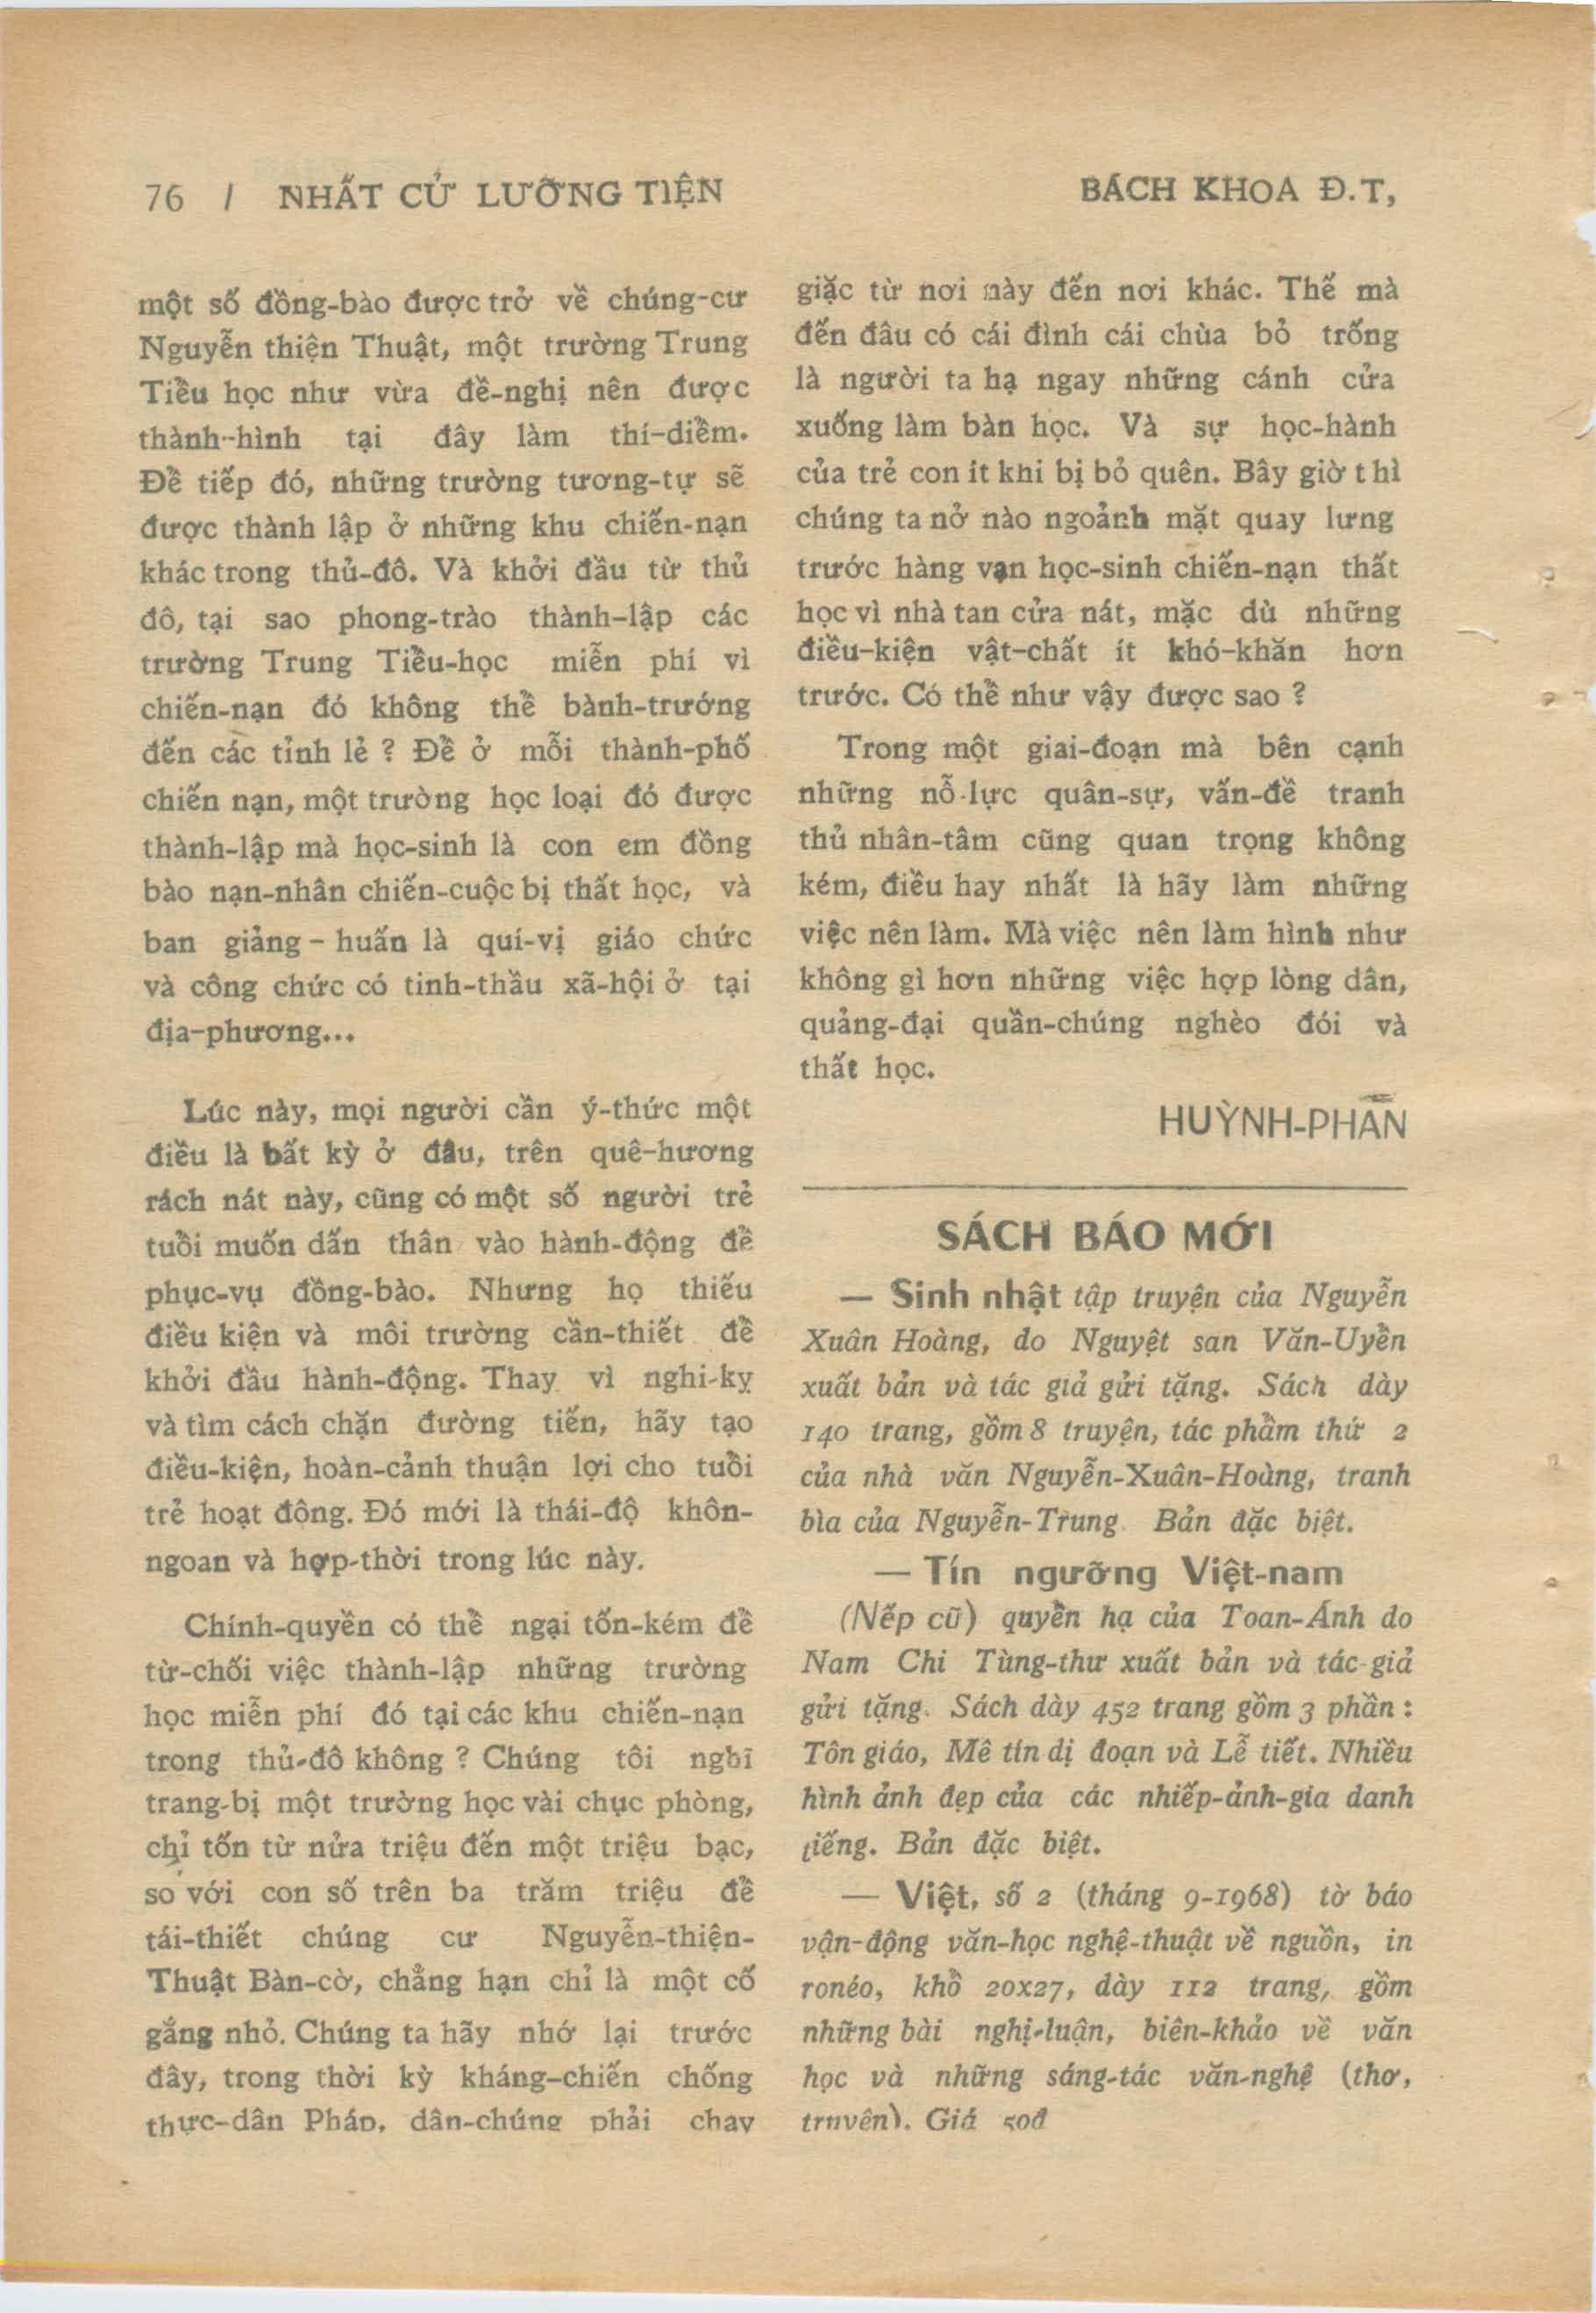 76 / NHẤT CỬ LƯỠNG TIỆN
BÁCH KHOA Đ.T,
một số đồng-bào được trở về chúng-cư
Nguyễn thiện Thuật, một trường Trung
Tiểu học như vừa đề-nghị nên được
thành-hình tại đây làm thí-điểm.
Để tiếp đó, những trường tương-tự sẽ
được thành lập ở những khu chiến-nạn
khác trong thủ-đô. Và khởi đầu từ thủ
đô, tại sao phong-trào thành-lập các
trường Trung Tiểu-học miễn phí vì
chiến-nạn đó không thể bành-trướng
đến các tỉnh lẻ ? Để ở mỗi thành-phố
chiến nạn, một trường học loại đó được
thành-lập mà học-sinh là con em đồng
bào nạn-nhân chiến-cuộc bị thất học, và
ban giảng - huấn là quí-vị giáo chức
và công chức có tinh-thầu xã-hội ở tại
địa-phương...
Lúc này, mọi người cần ý-thức một
điều là bất kỳ ở đâu, trên quê-hương
rách nát này, cũng có một số người trẻ
tuổi muốn dấn thân vào hành-động để
phục-vụ đồng-bào. Nhưng họ thiếu
điều kiện và môi trường cần-thiết để
khởi đầu hành-động. Thay vì nghi-kỵ
và tìm cách chặn đường tiến, hãy tạo
điều-kiện, hoàn-cảnh thuận lợi cho tuổi
trẻ hoạt động. Đó mới là thái-độ khôn-
ngoan và hợp-thời trong lúc này.
Chính-quyền có thể ngại tốn-kém để
từ-chối việc thành-lập những trường
học miễn phí đó tại các khu chiến-nạn
trong thủ-đô không ? Chúng tôi nghĩ
trang-bị một trường học vài chục phòng,
chỉ tốn từ nửa triệu đến một triệu bạc,
so với con số trên ba trăm triệu để
tái-thiết chúng cư Nguyễn-thiện-
Thuật Bàn-cờ, chẳng hạn chỉ là một cố
gắng nhỏ. Chúng ta hãy nhớ lại trước
đây, trong thời kỳ kháng-chiến chống
thực-dân Pháp, dân-chúng phải chạy
giặc từ nơi này đến nơi khác. Thế mà
đến đâu có cái đình cái chùa bỏ trống
là người ta hạ ngay những cánh cửa
xuống làm bàn học. Và sự học-hành
của trẻ con ít khi bị bỏ quên. Bây giờ thì
chúng ta nở nào ngoảnh mặt quay lưng
trước hàng vạn học-sinh chiến-nạn thất
học vì nhà tan cửa nát, mặc dù những
điều-kiện vật-chất ít khó-khăn hơn
trước. Có thể như vậy được sao ?
Trong một giai-đoạn mà bên cạnh
những nỗ-lực quân-sự, vấn-đề tranh
thủ nhân-tâm cũng quan trọng không
kém, điều hay nhất là hãy làm những
việc nên làm. Mà việc nên làm hình như
không gì hơn những việc hợp lòng dân,
quảng-đại quần-chúng nghèo đói và
thất học.
HUỲNH-PHAN
SÁCH BÁO MỚI
— Sinh nhật tập truyện của Nguyễn
Xuân Hoàng, do Nguyệt san Văn-Uyển
xuất bản và tác giả gửi tặng. Sách dày
140 trang, gồm 8 truyện, tác phẩm thứ 2
của nhà văn Nguyễn-Xuân-Hoàng, tranh
bìa của Nguyễn-Trung. Bản đặc biệt.
— Tín ngưỡng Việt-nam
(Nếp cũ) quyển hạ của Toan-Ánh do
Nam Chi Tùng-thư xuất bản và tác-giả
gửi tặng. Sách dày 452 trang gồm 3 phần :
Tôn giáo, Mê tín dị đoạn và Lễ tiết. Nhiều
hình ảnh đẹp của các nhiếp-ảnh-gia danh
tiếng. Bản đặc biệt.
— Việt, số 2 (tháng 9-1968) tờ báo
vận-động văn-học nghệ-thuật về nguồn, in
ronéo, khổ 20x27, dày 112 trang, gồm
những bài nghị-luận, biên-khảo về văn
học và những sáng-tác văn-nghệ (thơ,
truyện). Giá 50đ